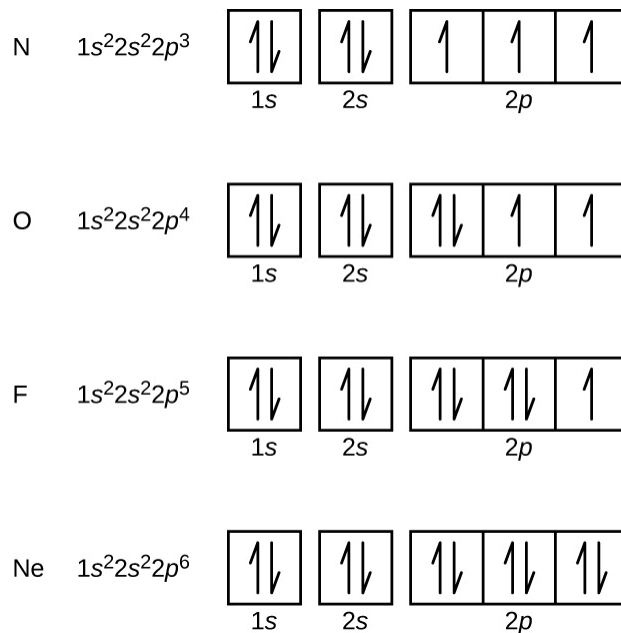 N 1s²2s²2p³
1s 2s 2p
O 1s²2s²2p⁴
1s 2s 2p
F 1s²2s²2p⁵
1s 2s 2p
Ne 1s²2s²2p⁶
1s 2s 2p